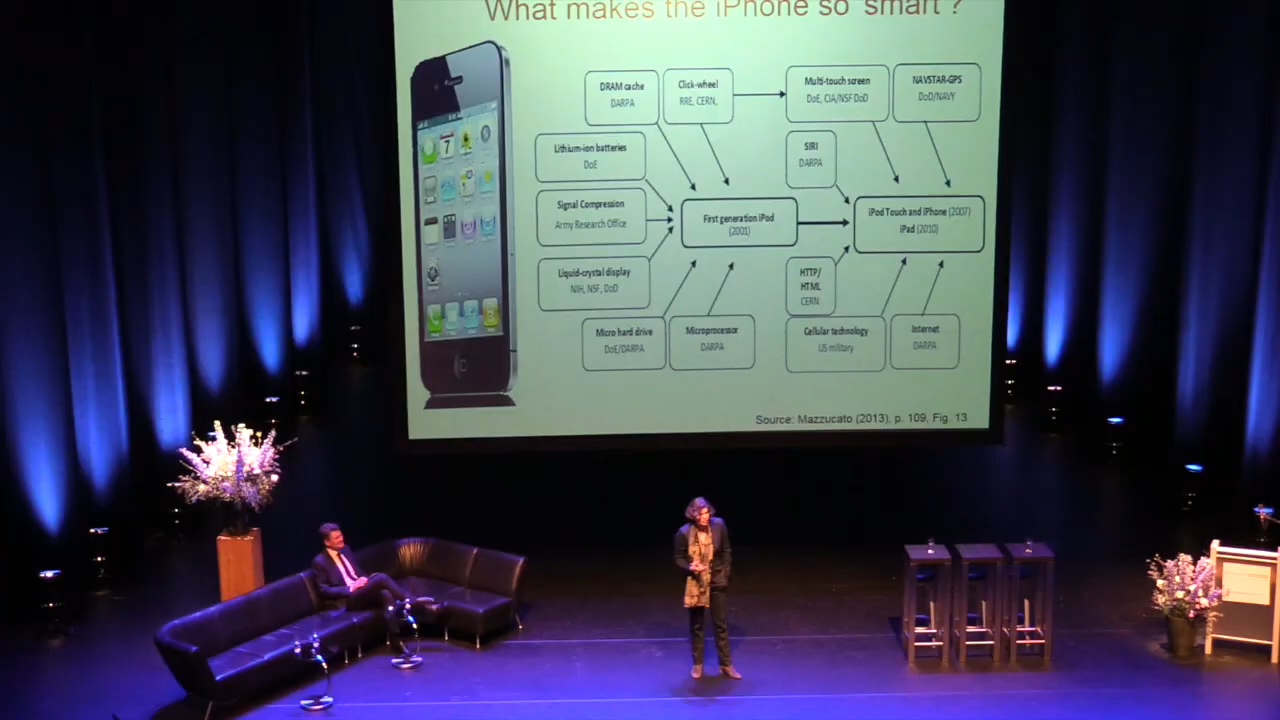 What makes the iPhone so 'smart'?
DRAM cache
DARPA
Click-wheel
RRE, CERN,
Multi-touch screen
DoE, CIA/NSF DoD
NAVSTAR-GPS
DoD/NAVY
Lithium-ion batteries
DoE
SIRI
DARPA
Signal Compression
Army Research Office
First generation iPod
(2001)
iPod Touch and iPhone (2007)
iPad (2010)
Liquid-crystal display
NIH, NSF, DoD
HTTP/
HTML
CERN
Micro hard drive
DoE/DARPA
Microprocessor
DARPA
Cellular technology
US military
Internet
DARPA
Source: Mazzucato (2013), p. 109, Fig. 13
7